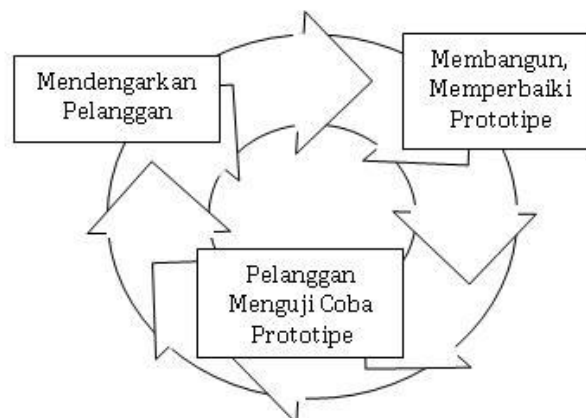 Mendengarkan
Pelanggan
Membangun,
Memperbaiki
Prototipe
Pelanggan
Menguji Coba
Prototipe